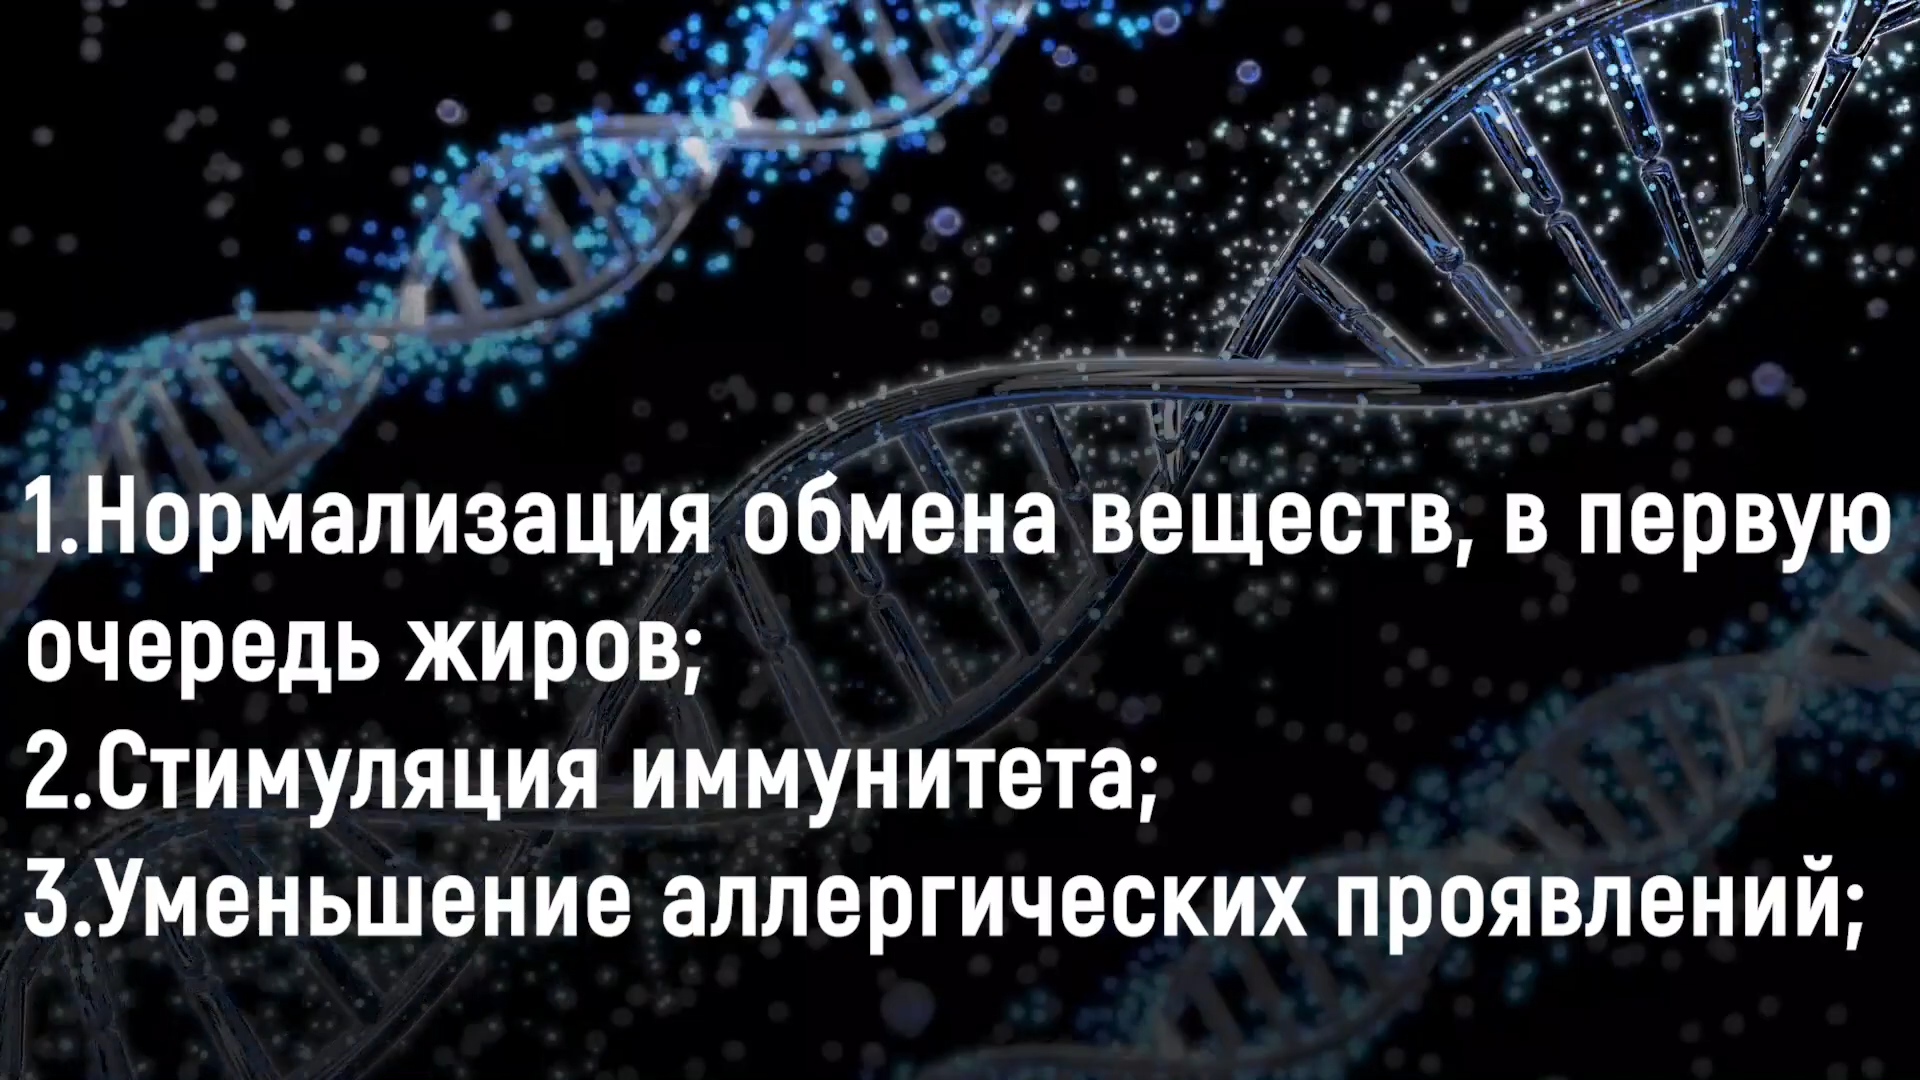 1.Нормализация обмена веществ, в первую
очередь жиров;
2.Стимуляция иммунитета;
3.Уменьшение аллергических проявлений;